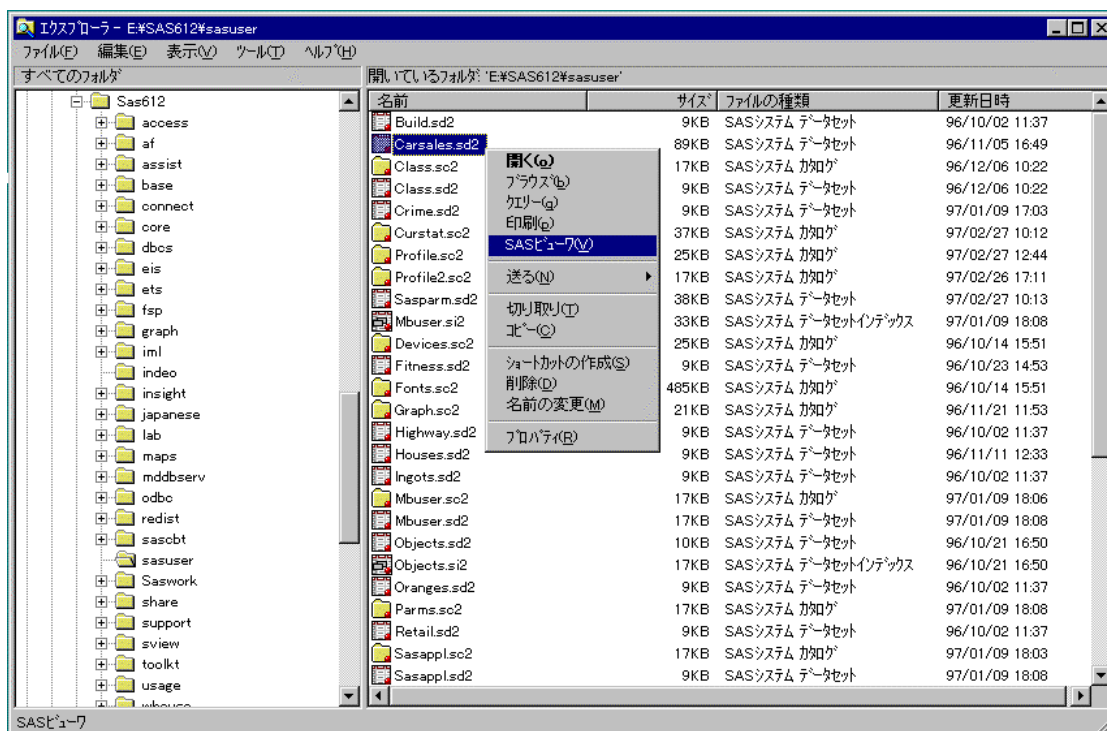 エクスプローラ - E:¥SAS612¥sasuser
ファイル(F) 編集(E) 表示(V) ツール(T) ヘルプ(H)
すべてのフォルダ
開いているフォルダ: 'E:¥SAS612¥sasuser'
Sas612
access
af
assist
base
connect
core
dbcs
eis
ets
fsp
graph
iml
indeo
insight
japanese
lab
maps
mddbserv
odbc
redist
sascbt
sasuser
Saswork
share
support
sview
toolkt
usage
whouse
名前 サイズ ファイルの種類 更新日時
Build.sd2 9KB SASシステム データセット 96/10/02 11:37
Carsales.sd2 89KB SASシステム データセット 96/11/05 16:49
Class.sc2 17KB SASシステム カタログ 96/12/06 10:22
Class.sd2 9KB SASシステム データセット 96/12/06 10:22
Crime.sd2 9KB SASシステム データセット 97/01/09 17:03
Curstat.sc2 37KB SASシステム カタログ 97/02/27 10:12
Profile.sc2 25KB SASシステム カタログ 97/02/27 12:44
Profile2.sc2 17KB SASシステム カタログ 97/02/26 17:11
Sasparm.sd2 38KB SASシステム データセット 97/02/27 10:13
Mbuser.si2 33KB SASシステム データセットインデックス 97/01/09 18:08
Devices.sc2 25KB SASシステム カタログ 96/10/14 15:51
Fitness.sd2 9KB SASシステム データセット 96/10/23 14:53
Fonts.sc2 485KB SASシステム カタログ 96/10/14 15:51
Graph.sc2 21KB SASシステム カタログ 96/11/21 11:53
Highway.sd2 9KB SASシステム データセット 96/10/02 11:37
Houses.sd2 9KB SASシステム データセット 96/11/11 12:33
Ingots.sd2 9KB SASシステム データセット 96/10/02 11:37
Mbuser.sc2 17KB SASシステム カタログ 97/01/09 18:06
Mbuser.sd2 17KB SASシステム データセット 97/01/09 18:08
Objects.sd2 10KB SASシステム データセット 96/10/21 16:50
Objects.si2 17KB SASシステム データセットインデックス 96/10/21 16:50
Oranges.sd2 9KB SASシステム データセット 96/10/02 11:37
Parms.sc2 17KB SASシステム カタログ 97/01/09 18:08
Retail.sd2 9KB SASシステム データセット 96/10/02 11:37
Sasappl.sc2 17KB SASシステム カタログ 97/01/09 18:03
Sasappl.sd2 9KB SASシステム データセット 97/01/09 18:08
開く(o)
ブラウズ(b)
クエリー(q)
印刷(p)
SASビューワ(V)
送る(N)
切り取り(T)
コピー(C)
ショートカットの作成(S)
削除(D)
名前の変更(M)
プロパティ(R)
SASビューワ